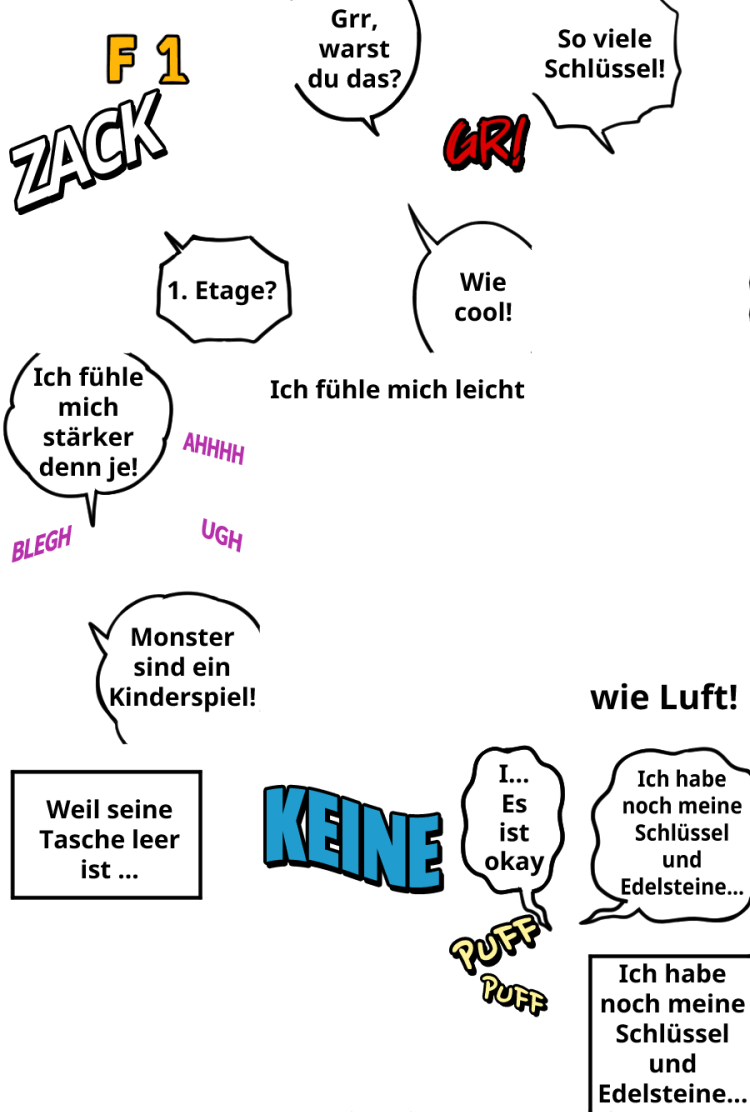 F 1
ZACK
Grr,
warst
du das?
So viele
Schlüssel!
GR!
1. Etage?
Wie
cool!
Ich fühle
mich
stärker
denn je!
Ich fühle mich leicht
AHHHH
BLEGH
UGH
Monster
sind ein
Kinderspiel!
wie Luft!
Weil seine
Tasche leer
ist ...
KEINE
I...
Es
ist
okay
Ich habe
noch meine
Schlüssel
und
Edelsteine...
PUFF
PUFF
Ich habe
noch meine
Schlüssel
und
Edelsteine...